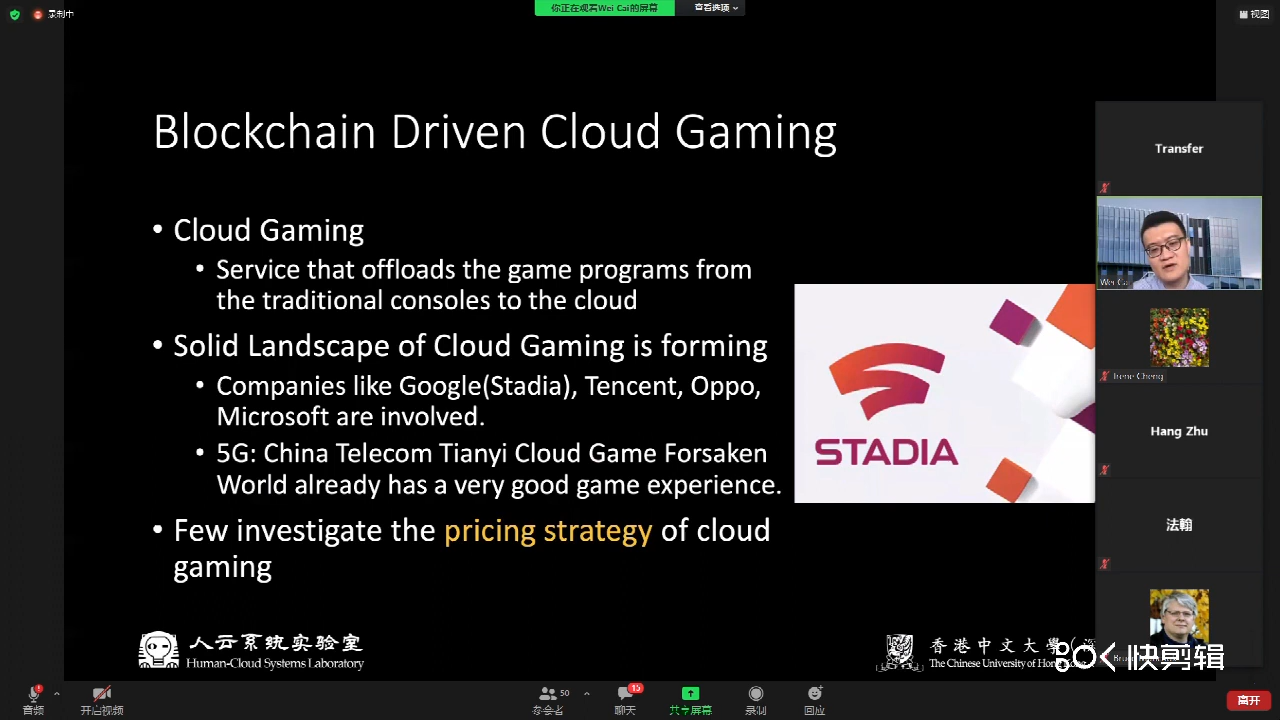 录制中
你正在观看Wei Cai的屏幕
查看选项
视图
Blockchain Driven Cloud Gaming
• Cloud Gaming
• Service that offloads the game programs from
the traditional consoles to the cloud
• Solid Landscape of Cloud Gaming is forming
• Companies like Google(Stadia), Tencent, Oppo,
Microsoft are involved.
• 5G: China Telecom Tianyi Cloud Game Forsaken
World already has a very good game experience.
• Few investigate the pricing strategy of cloud
gaming
STADIA
Transfer
Wei Ca
Irene Cheng
Hang Zhu
法翰
人云系统实验室
Human-Cloud Systems Laboratory
香港中文大學
The Chinese University of Hong
快剪辑
音频
开启视频
参会者
50
聊天
15
共享屏幕
录制
回应
离开